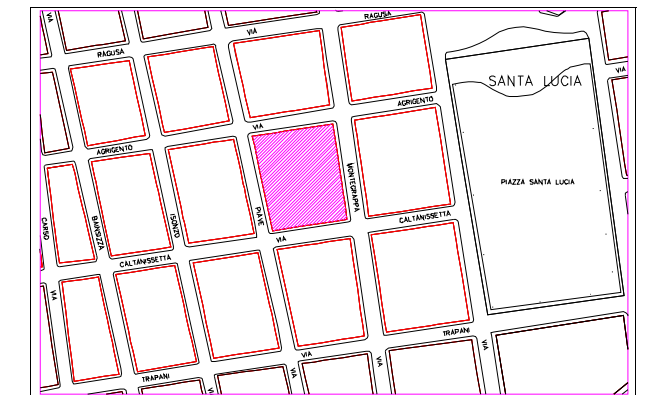 VIA
RAGUSA
VIA
RAGUSA
VIA
SANTA LUCIA
AGRIGENTO
VIA
AGRIGENTO
PIAZZA SANTA LUCIA
MONTEGRAPPA
PIAVE
ISONZO
BAINSIZZA
CARSO
CALTANISSETTA
VIA
CALTANISSETTA
VIA
TRAPANI
VIA
VIA
VIA
TRAPANI
VIA
VIA